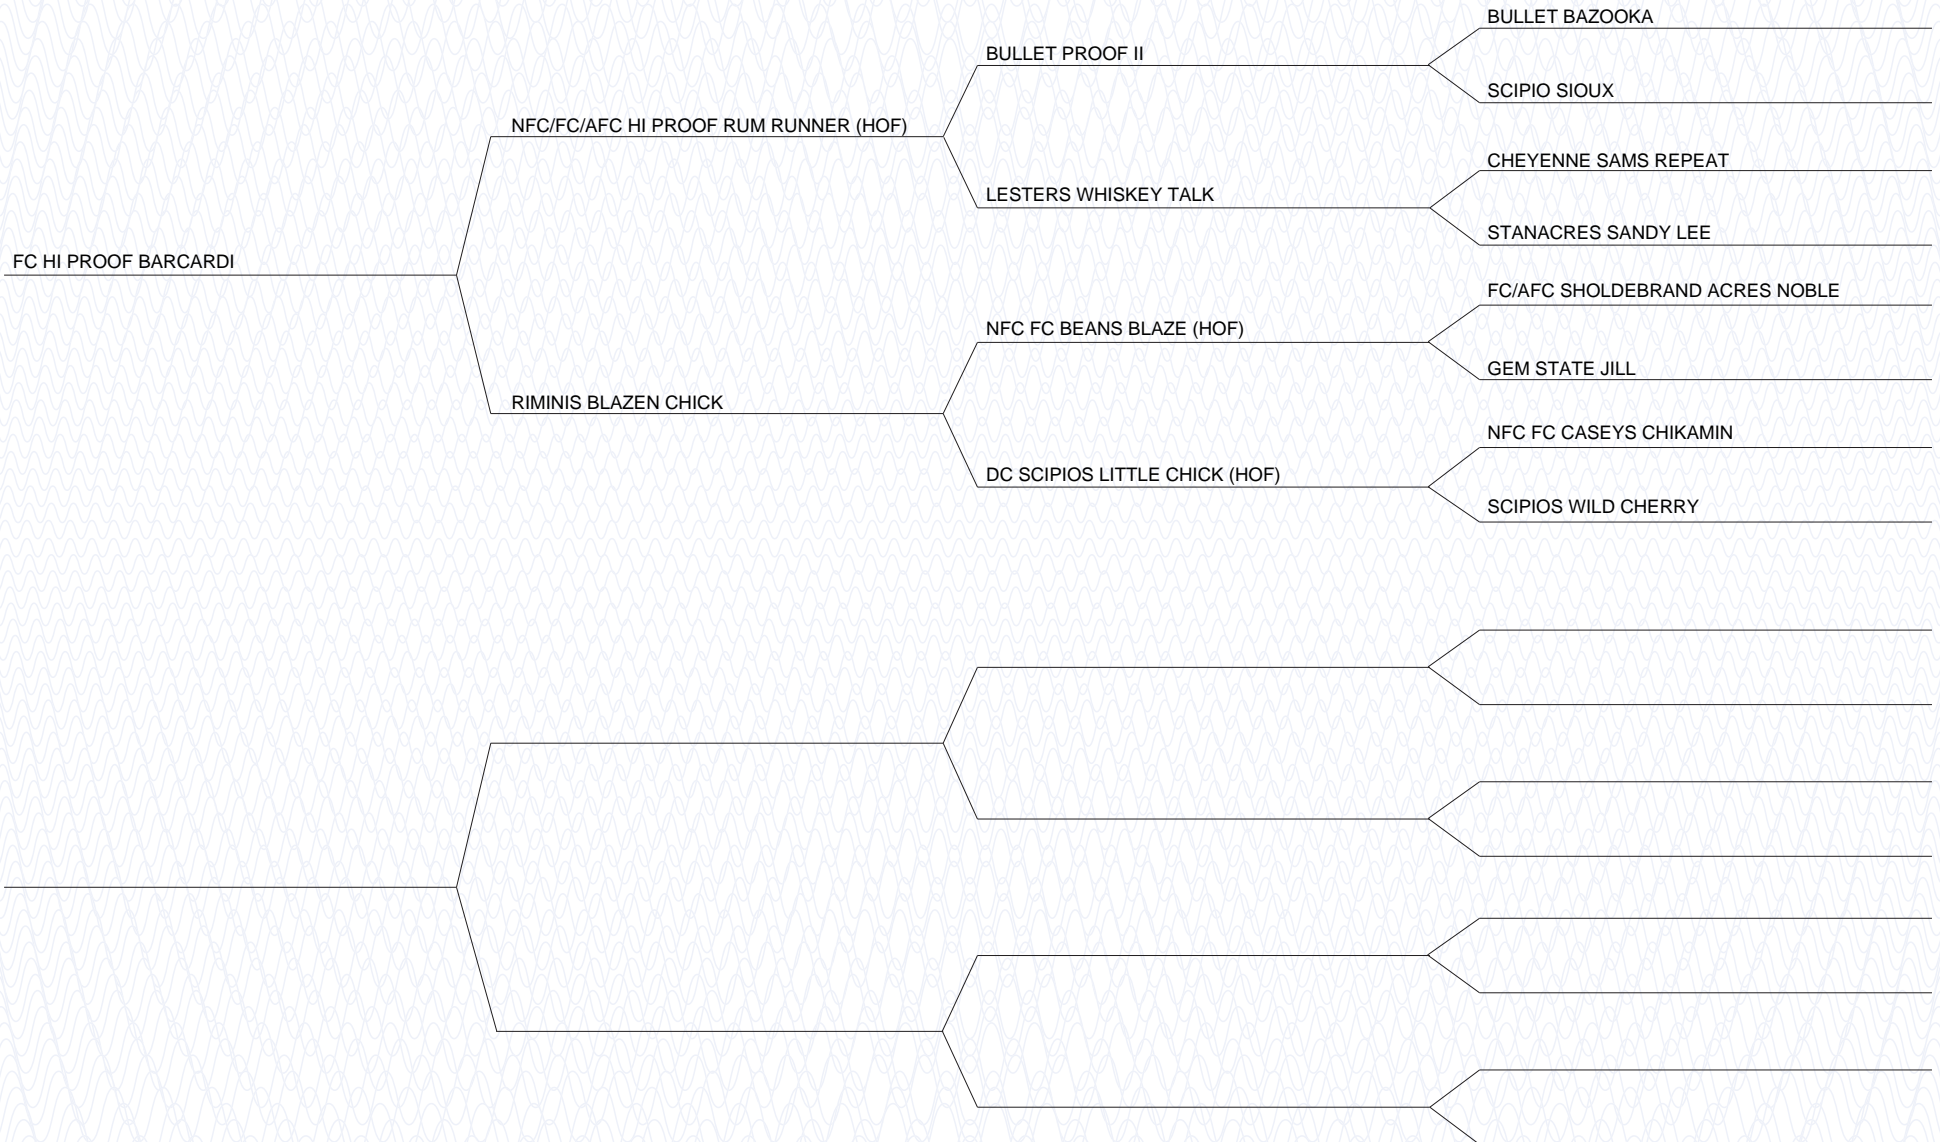 BULLET BAZOOKA
BULLET PROOF II
SCIPIO SIOUX
NFC/FC/AFC HI PROOF RUM RUNNER (HOF)
CHEYENNE SAMS REPEAT
LESTERS WHISKEY TALK
STANACRES SANDY LEE
FC HI PROOF BARCARDI
FC/AFC SHOLDEBRAND ACRES NOBLE
NFC FC BEANS BLAZE (HOF)
GEM STATE JILL
RIMINIS BLAZEN CHICK
NFC FC CASEYS CHIKAMIN
DC SCIPIOS LITTLE CHICK (HOF)
SCIPIOS WILD CHERRY